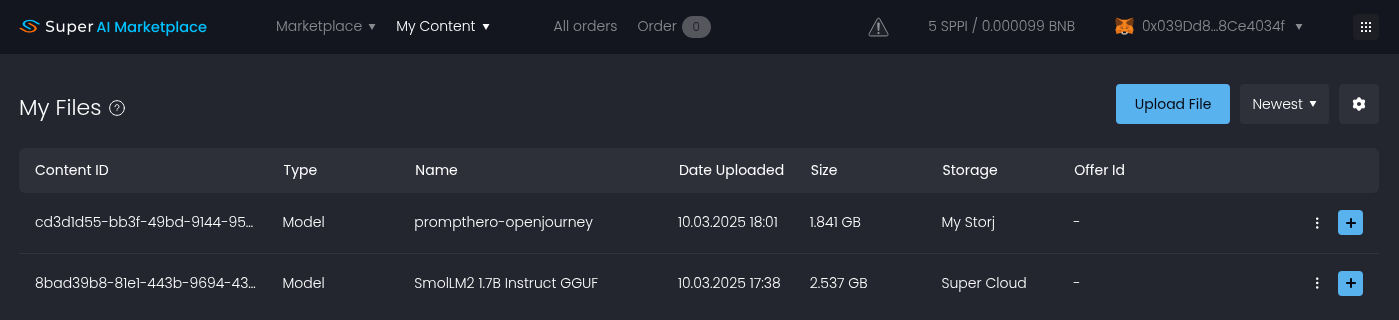 Super AI Marketplace Marketplace My Content All orders Order 0 5 SPPI / 0.000099 BNB 0x039Dd8...8Ce4034f
My Files ? Upload File Newest
Content ID Type Name Date Uploaded Size Storage Offer Id
cd3d1d55-bb3f-49bd-9144-95... Model prompthero-openjourney 10.03.2025 18:01 1.841 GB My Storj -
8bad39b8-81e1-443b-9694-43... Model SmolLM2 1.7B Instruct GGUF 10.03.2025 17:38 2.537 GB Super Cloud -